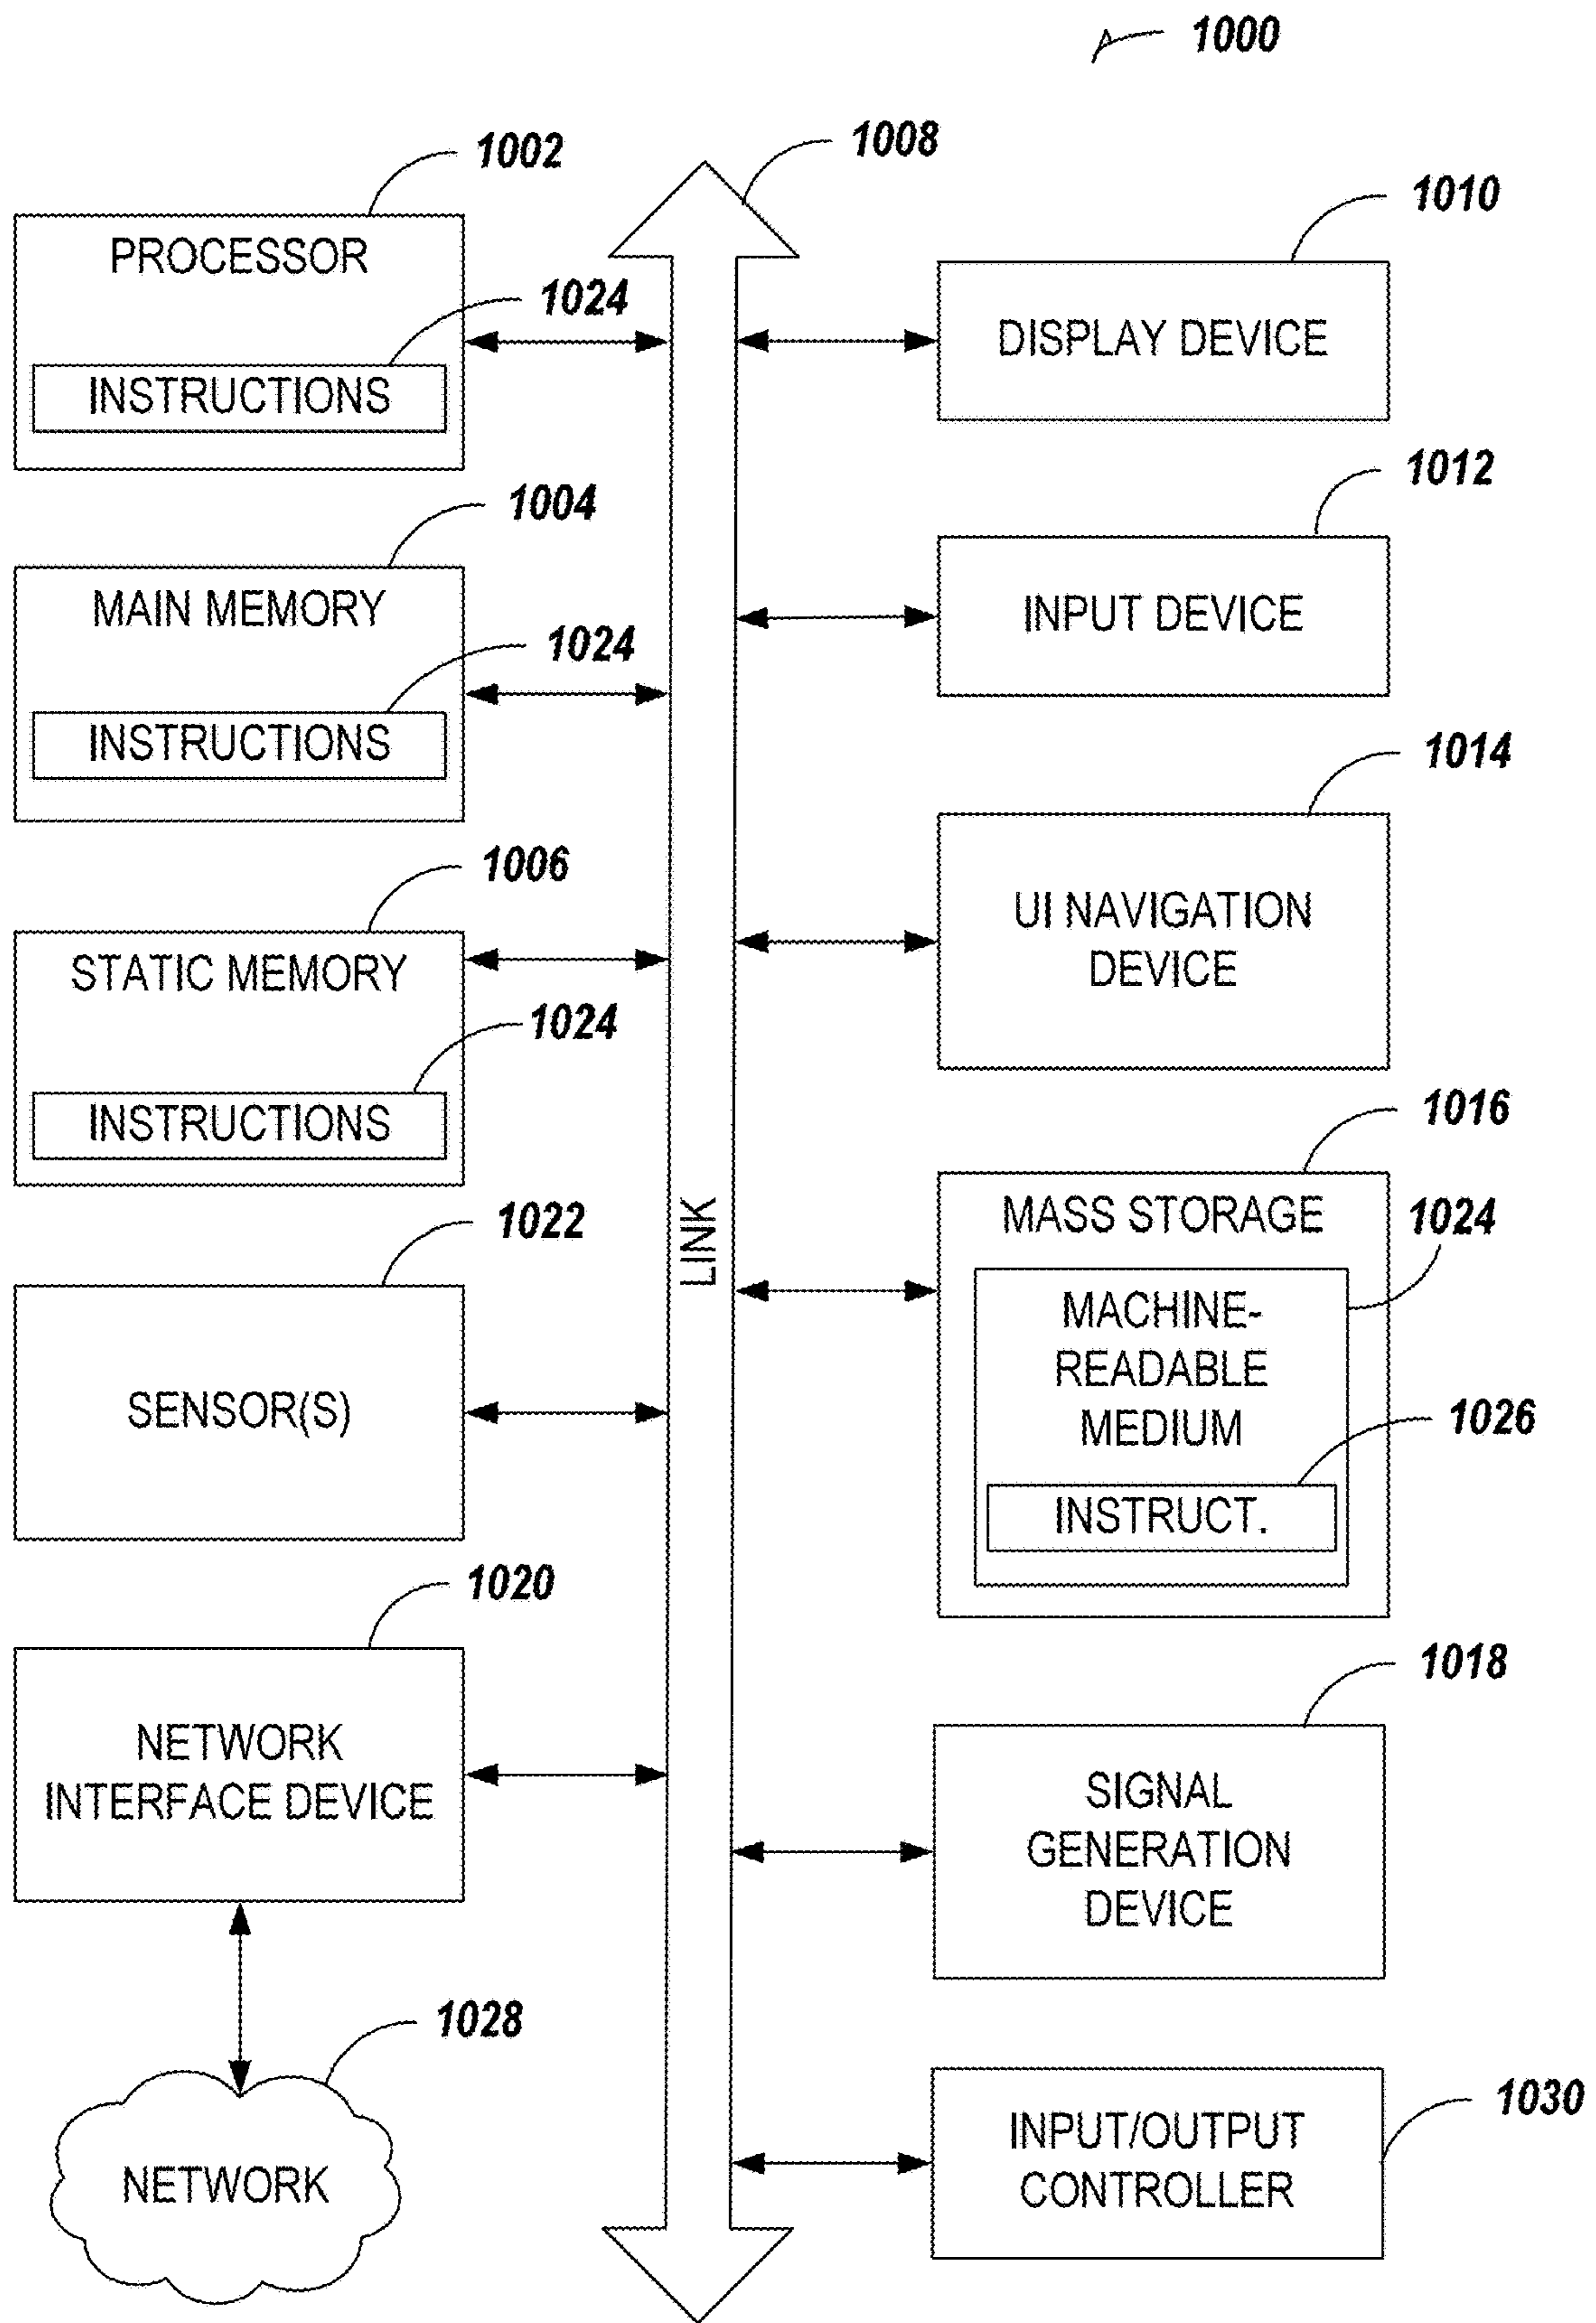 1000
1002
1008
1010
PROCESSOR
1024
INSTRUCTIONS
DISPLAY DEVICE
1004
1012
MAIN MEMORY
1024
INSTRUCTIONS
INPUT DEVICE
1006
1014
STATIC MEMORY
1024
INSTRUCTIONS
UI NAVIGATION
DEVICE
1022
SENSOR(S)
LINK
1016
MASS STORAGE
1024
MACHINE-
READABLE
MEDIUM
1026
INSTRUCT.
1020
NETWORK
INTERFACE DEVICE
1018
SIGNAL
GENERATION
DEVICE
1028
NETWORK
1030
INPUT/OUTPUT
CONTROLLER